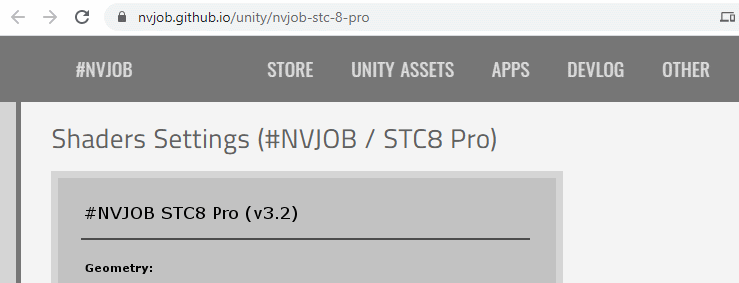 nvjob.github.io/unity/nvjob-stc-8-pro
#NVJOB STORE UNITY ASSETS APPS DEVLOG OTHER
Shaders Settings (#NVJOB / STC8 Pro)
#NVJOB STC8 Pro (v3.2)
Geometry: